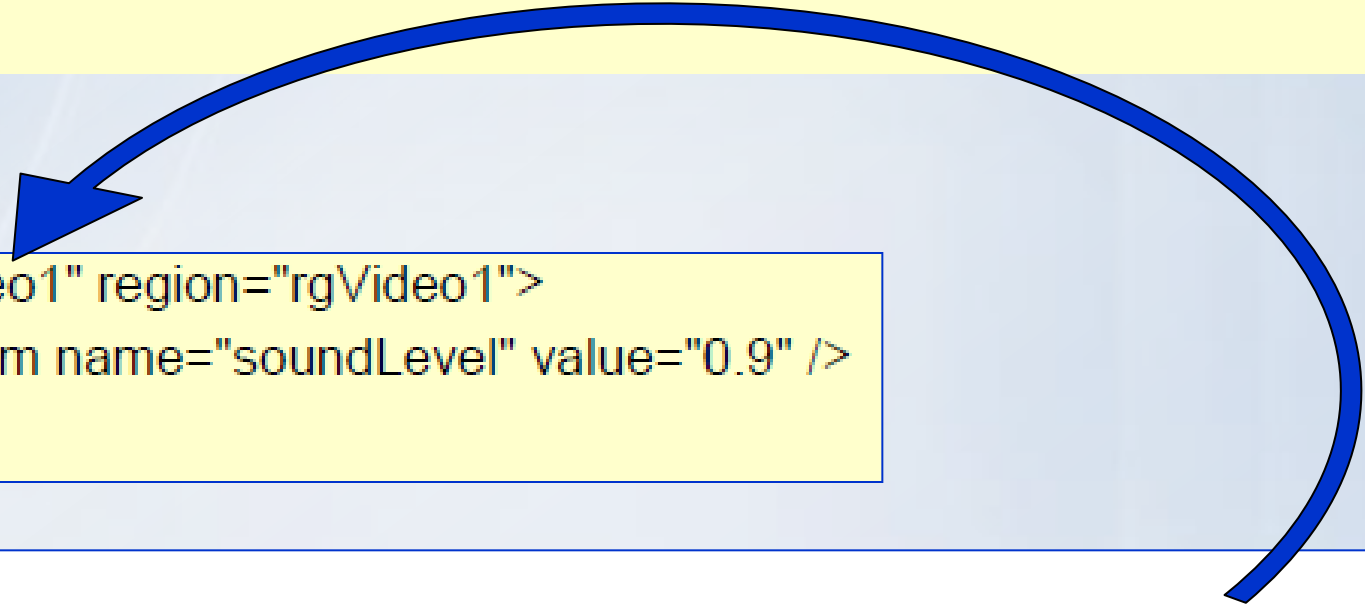 eo1" region="rgVideo1">
m name="soundLevel" value="0.9" />